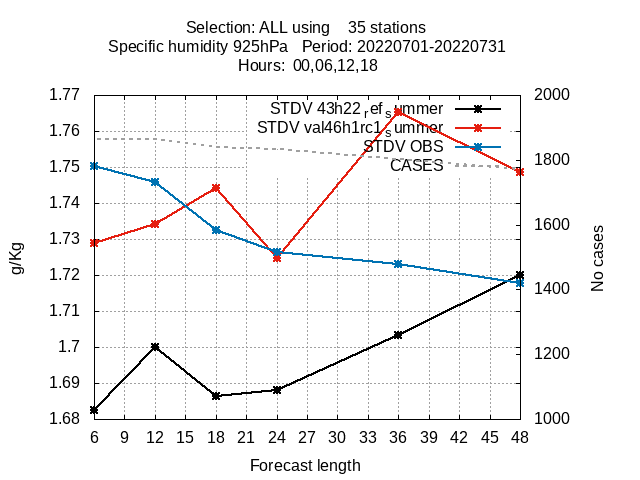 Selection: ALL using    35 stations
Specific humidity 925hPa   Period: 20220701-20220731
Hours:  00,06,12,18
1.77
2000
STDV 43h22refsummer
1.76
STDV val46h1rc1summer
STDV OBS
1.75
CASES
1800
1.74
1.73
1600
g/Kg
No cases
1.72
1400
1.71
1.7
1200
1.69
1.68
1000
6 9 12 15 18 21 24 27 30 33 36 39 42 45 48
Forecast length